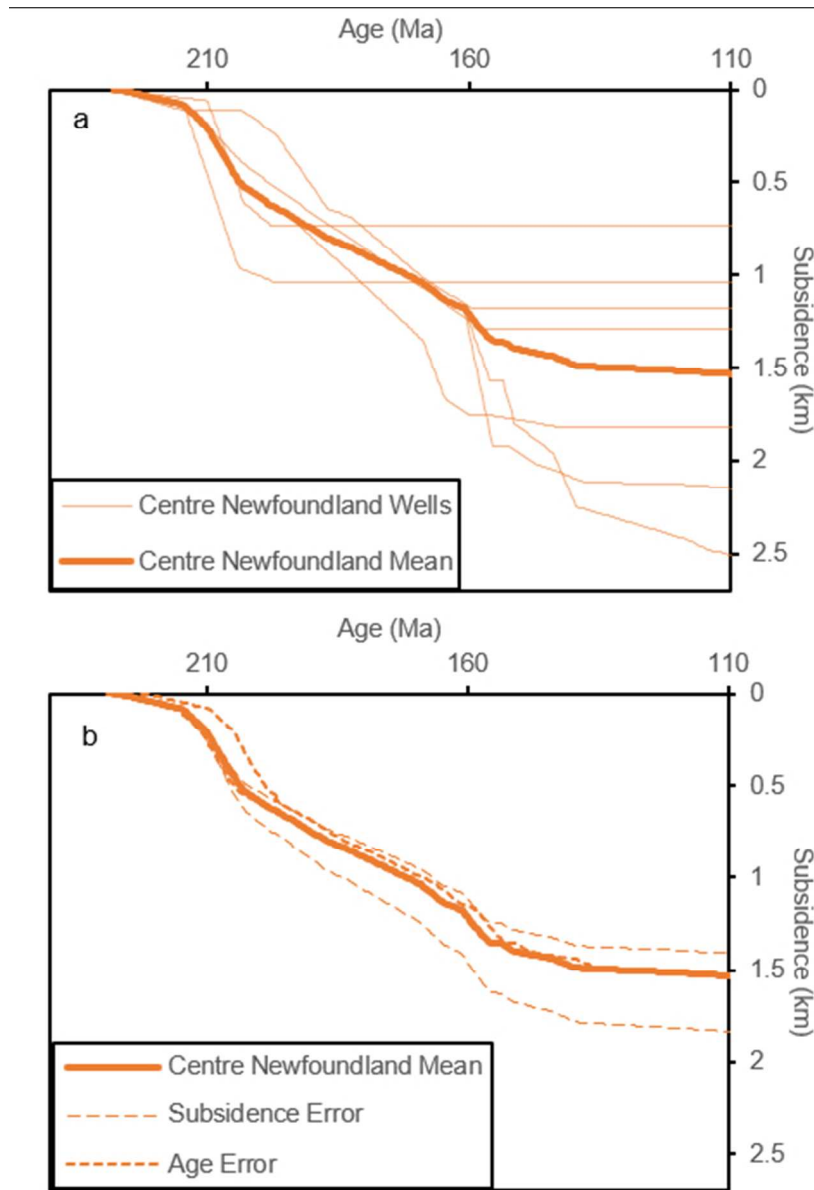 Age (Ma)
210 160 110
0
a
0.5
1
1.5
2
2.5
Subsidence (km)
Centre Newfoundland Wells
Centre Newfoundland Mean
Age (Ma)
210 160 110
0
b
0.5
1
1.5
2
2.5
Subsidence (km)
Centre Newfoundland Mean
Subsidence Error
Age Error